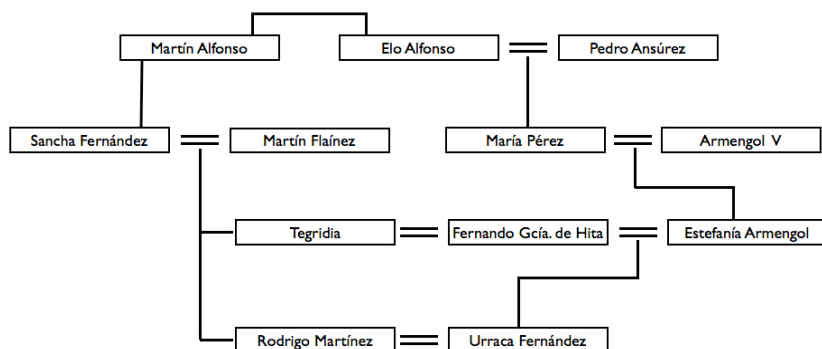 Martín Alfonso
Elo Alfonso
Pedro Ansúrez
Sancha Fernández
Martín Flaínez
María Pérez
Armengol V
Tegridia
Fernando Gcía. de Hita
Estefanía Armengol
Rodrigo Martínez
Urraca Fernández